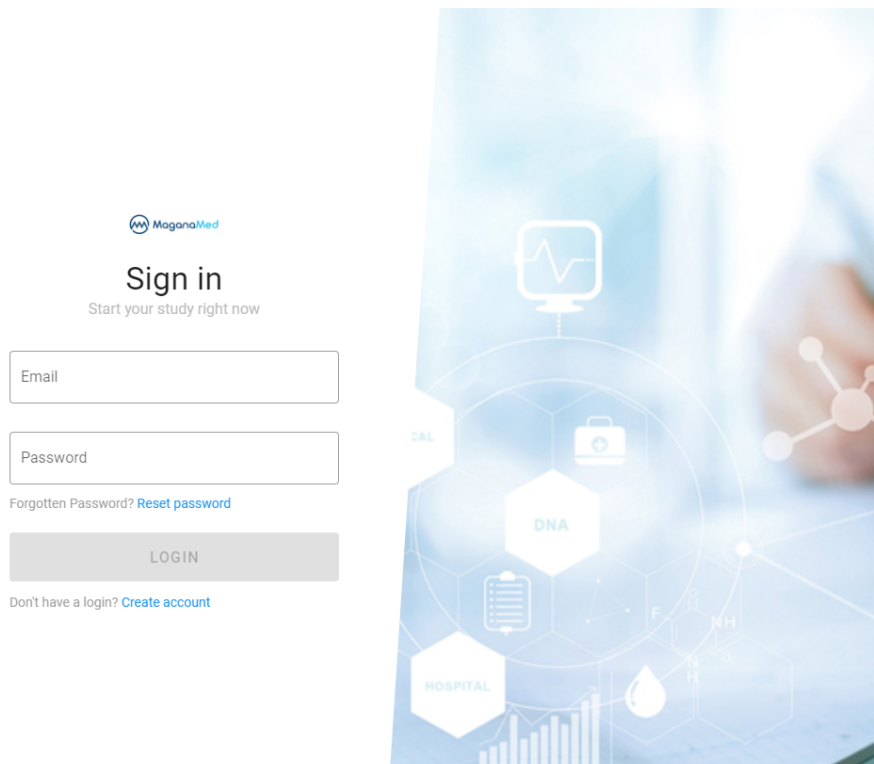 MaganaMed
Sign in
Start your study right now
Email
Password
Forgotten Password? Reset password
LOGIN
Don't have a login? Create account
CAL
DNA
F
O
NH
O
N
H
HOSPITAL